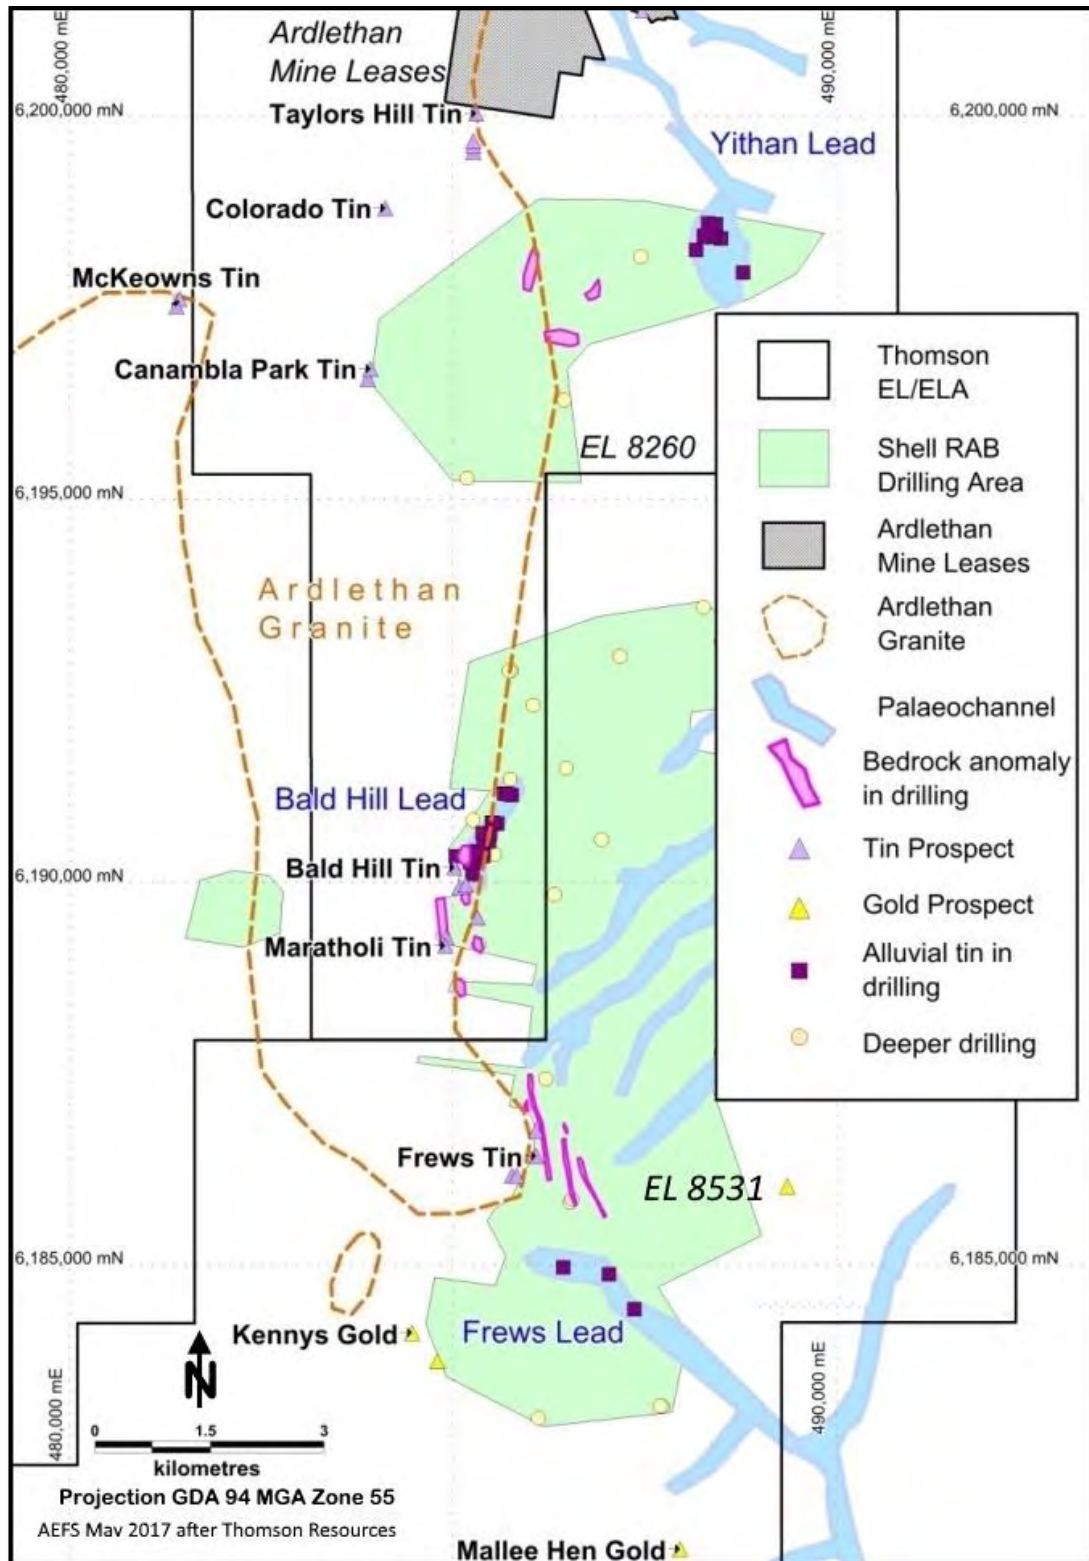 480,000 mE
490,000 mE
Ardlethan
Mine Leases
6,200,000 mN
Taylors Hill Tin
6,200,000 mN
Yithan Lead
Colorado Tin
McKeowns Tin
Canambla Park Tin
EL 8260
6,195,000 mN
Ardlethan
Granite
Bald Hill Lead
Bald Hill Tin
6,190,000 mN
Maratholi Tin
Frews Tin
EL 8531
6,185,000 mN
6,185,000 mN
Kennys Gold
Frews Lead
N
480,000 mE
490,000 mE
0 1.5 3
kilometres
Projection GDA 94 MGA Zone 55
AEFS May 2017 after Thomson Resources
Mallee Hen Gold
Thomson
EL/ELA
Shell RAB
Drilling Area
Ardlethan
Mine Leases
Ardlethan
Granite
Palaeochannel
Bedrock anomaly
in drilling
Tin Prospect
Gold Prospect
Alluvial tin in
drilling
Deeper drilling